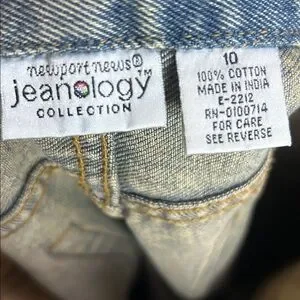 newport news®
jeanology™
COLLECTION
10
100% COTTON
MADE IN INDIA
E-2212
RN-0100714
FOR CARE
SEE REVERSE